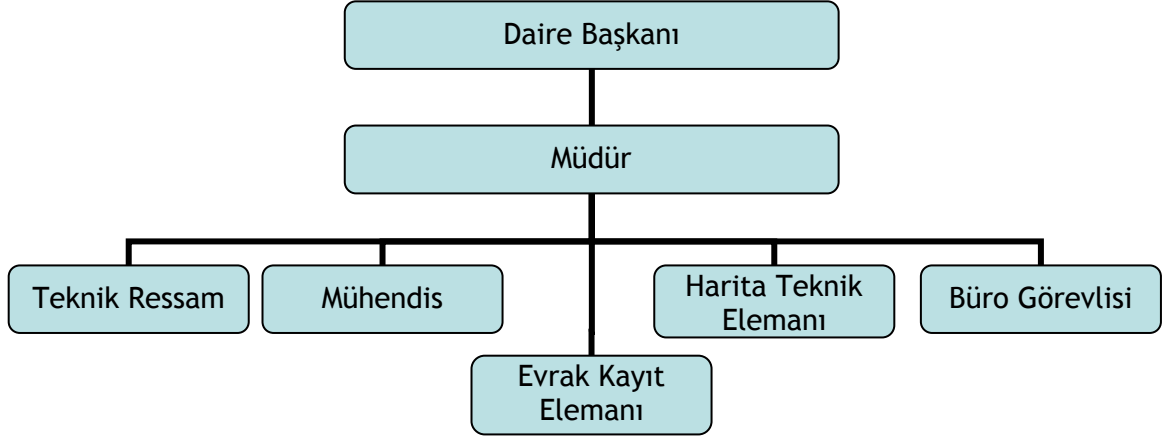 Daire Başkanı
Müdür
Teknik Ressam
Mühendis
Harita Teknik
Elemanı
Büro Görevlisi
Evrak Kayıt
Elemanı